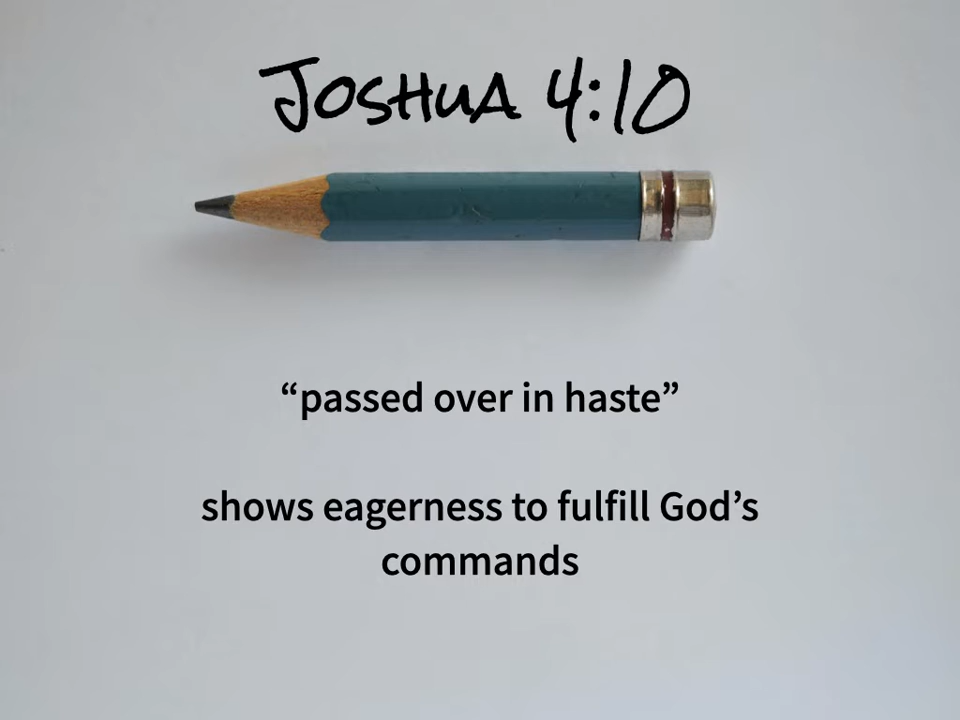 Joshua 4:10
“passed over in haste”
shows eagerness to fulfill God’s
commands